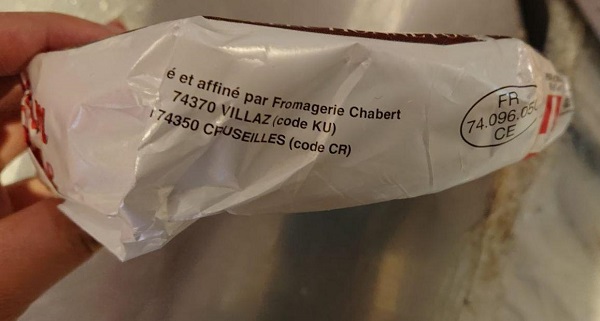 é et affiné par Fromagerie Chabert
74370 VILLAZ (code KU)
74350 CRUSEILLES (code CR)
FR
74.096.050
CE